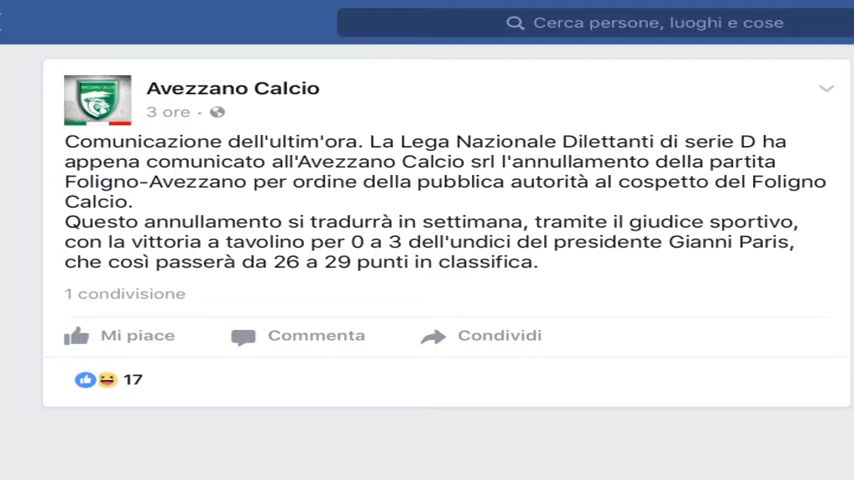 Cerca persone, luoghi e cose
AVEZZANO CALCIO
Avezzano Calcio
3 ore ·
Comunicazione dell'ultim'ora. La Lega Nazionale Dilettanti di serie D ha
appena comunicato all'Avezzano Calcio srl l'annullamento della partita
Foligno-Avezzano per ordine della pubblica autorità al cospetto del Foligno
Calcio.
Questo annullamento si tradurrà in settimana, tramite il giudice sportivo,
con la vittoria a tavolino per 0 a 3 dell'undici del presidente Gianni Paris,
che così passerà da 26 a 29 punti in classifica.
1 condivisione
Mi piace Commenta Condividi
17